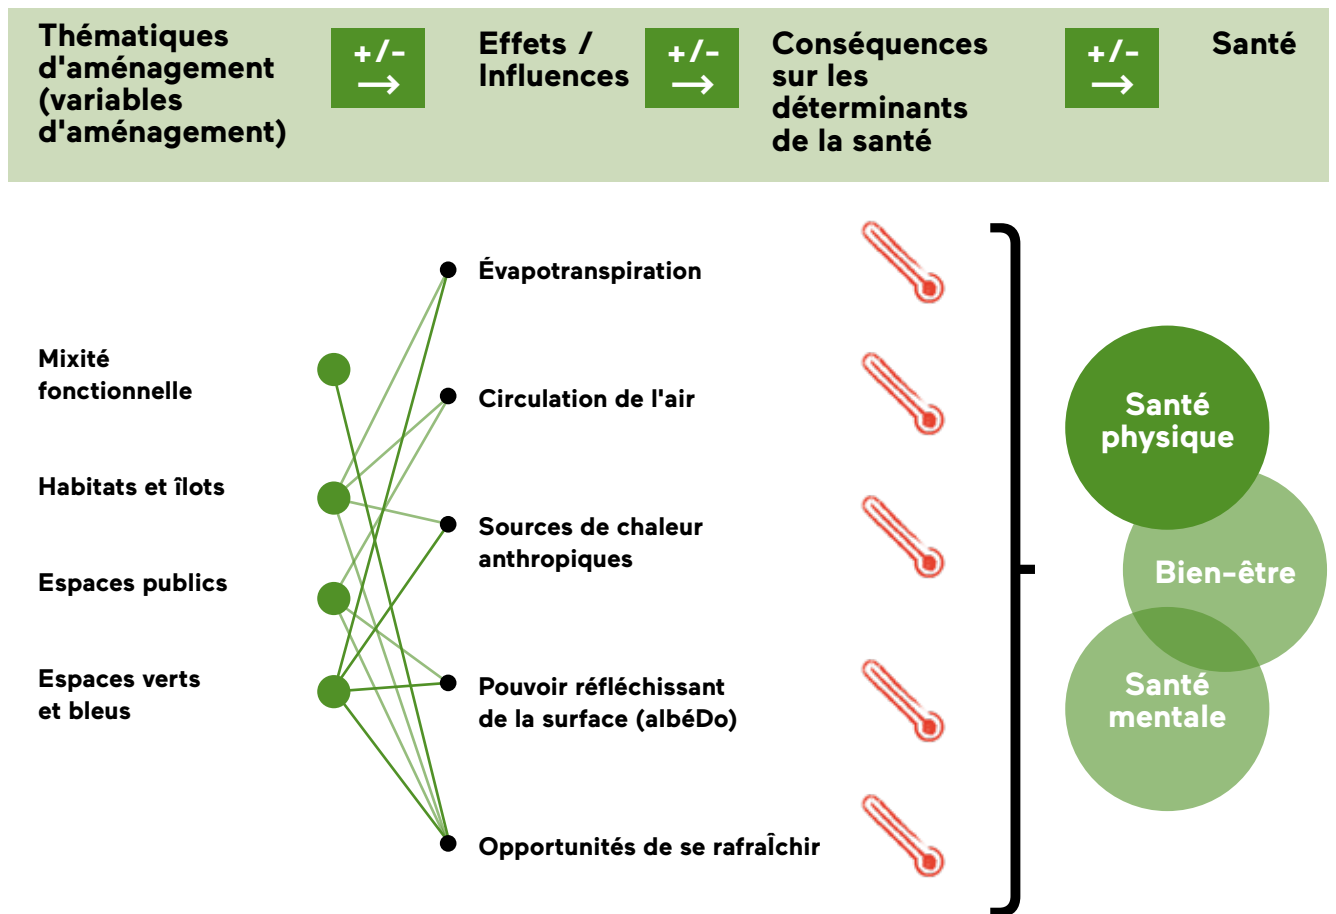 Thématiques
d'aménagement
(variables
d'aménagement)
+/-
→
Effets /
Influences
+/-
→
Conséquences
sur les
déterminants
de la santé
+/-
→
Santé
Mixité
fonctionnelle
Habitats et îlots
Espaces publics
Espaces verts
et bleus
Évapotranspiration
Circulation de l'air
Sources de chaleur
anthropiques
Pouvoir réfléchissant
de la surface (albéDo)
Opportunités de se rafraÎchir
Santé
physique
Bien-être
Santé
mentale